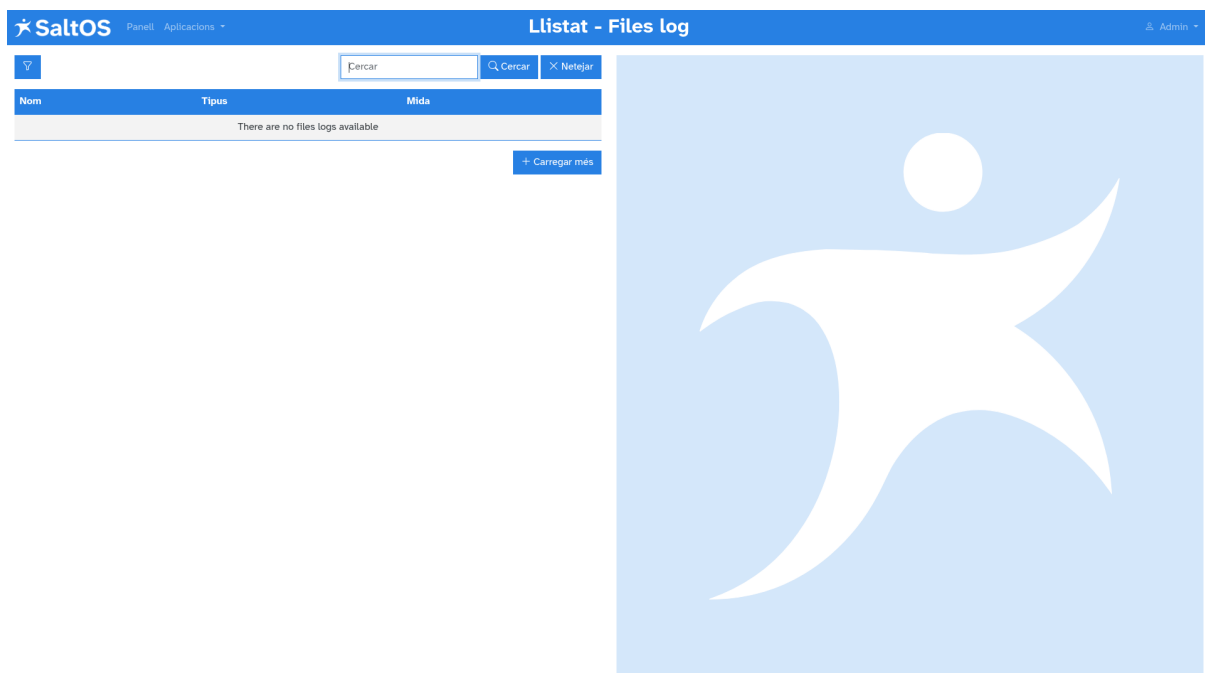 SaltOS Panell Aplicacions Llistat - Files log Admin
Cercar Cercar Netejar
Nom Tipus Mida
There are no files logs available
Carregar més